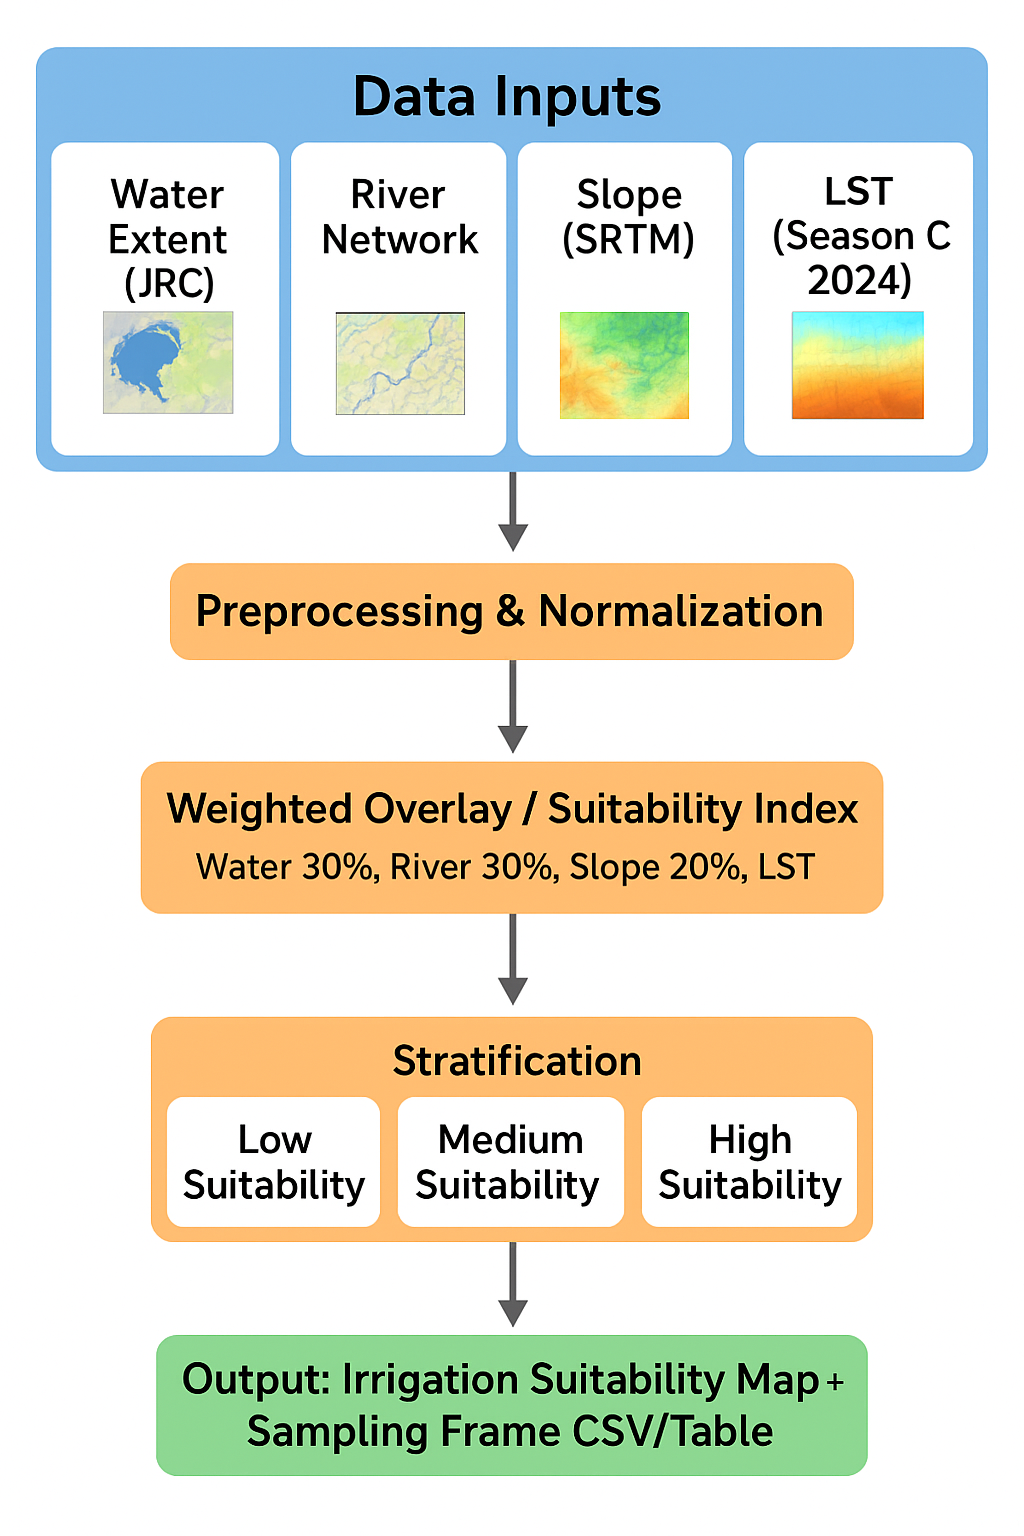 Data Inputs
Water
Extent
(JRC)
River
Network
Slope
(SRTM)
LST
(Season C
2024)
Preprocessing & Normalization
Weighted Overlay / Suitability Index
Water 30%, River 30%, Slope 20%, LST
Stratification
Low
Suitability
Medium
Suitability
High
Suitability
Output: Irrigation Suitability Map +
Sampling Frame CSV/Table